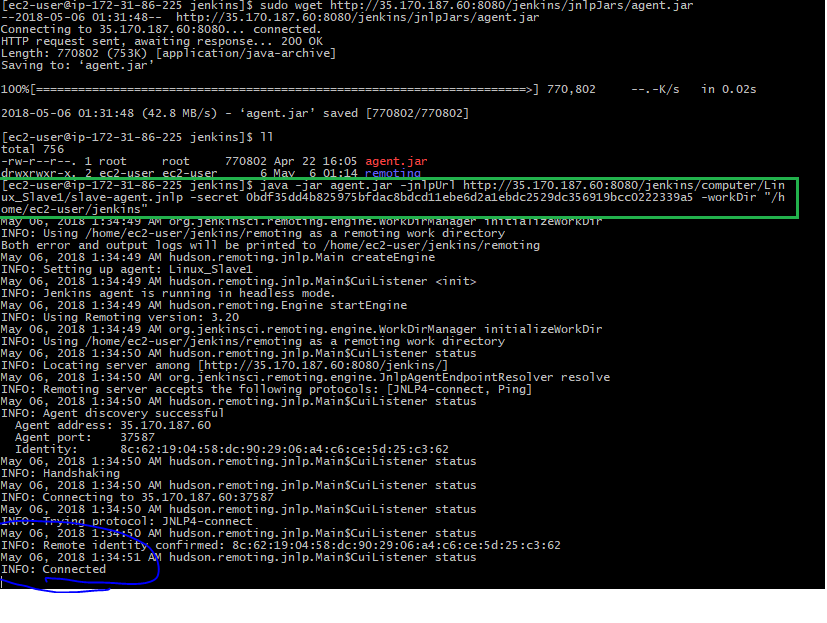 [ec2-user@ip-172-31-86-225 jenkins]$ sudo wget http://35.170.187.60:8080/jenkins/jnlpJars/agent.jar
--2018-05-06 01:31:48--  http://35.170.187.60:8080/jenkins/jnlpJars/agent.jar
Connecting to 35.170.187.60:8080... connected.
HTTP request sent, awaiting response... 200 OK
Length: 770802 (753K) [application/java-archive]
Saving to: ‘agent.jar’
100%[======================================================================>] 770,802     --.-K/s   in 0.02s
2018-05-06 01:31:48 (42.8 MB/s) - ‘agent.jar’ saved [770802/770802]
[ec2-user@ip-172-31-86-225 jenkins]$ ll
total 756
-rw-r--r--. 1 root     root     770802 Apr 22 16:05 agent.jar
drwxrwxr-x. 2 ec2-user ec2-user      6 May  6 01:14 remoting
[ec2-user@ip-172-31-86-225 jenkins]$ java -jar agent.jar -jnlpUrl http://35.170.187.60:8080/jenkins/computer/Lin
ux_Slave1/slave-agent.jnlp -secret 0bdf35dd4b825975bfdac8bdcd11ebe6d2a1ebdc2529dc356919bcc0222339a5 -workDir "/h
ome/ec2-user/jenkins"
May 06, 2018 1:34:49 AM org.jenkinsci.remoting.engine.WorkDirManager initializeWorkDir
INFO: Using /home/ec2-user/jenkins/remoting as a remoting work directory
Both error and output logs will be printed to /home/ec2-user/jenkins/remoting
May 06, 2018 1:34:49 AM hudson.remoting.jnlp.Main createEngine
INFO: Setting up agent: Linux_Slave1
May 06, 2018 1:34:49 AM hudson.remoting.jnlp.Main$CuiListener <init>
INFO: Jenkins agent is running in headless mode.
May 06, 2018 1:34:49 AM hudson.remoting.Engine startEngine
INFO: Using Remoting version: 3.20
May 06, 2018 1:34:49 AM org.jenkinsci.remoting.engine.WorkDirManager initializeWorkDir
INFO: Using /home/ec2-user/jenkins/remoting as a remoting work directory
May 06, 2018 1:34:50 AM hudson.remoting.jnlp.Main$CuiListener status
INFO: Locating server among [http://35.170.187.60:8080/jenkins/]
May 06, 2018 1:34:50 AM org.jenkinsci.remoting.engine.JnlpAgentEndpointResolver resolve
INFO: Remoting server accepts the following protocols: [JNLP4-connect, Ping]
May 06, 2018 1:34:50 AM hudson.remoting.jnlp.Main$CuiListener status
INFO: Agent discovery successful
  Agent address: 35.170.187.60
  Agent port:    37587
  Identity:      8c:62:19:04:58:dc:90:29:06:a4:c6:ce:5d:25:c3:62
May 06, 2018 1:34:50 AM hudson.remoting.jnlp.Main$CuiListener status
INFO: Handshaking
May 06, 2018 1:34:50 AM hudson.remoting.jnlp.Main$CuiListener status
INFO: Connecting to 35.170.187.60:37587
May 06, 2018 1:34:50 AM hudson.remoting.jnlp.Main$CuiListener status
INFO: Trying protocol: JNLP4-connect
May 06, 2018 1:34:50 AM hudson.remoting.jnlp.Main$CuiListener status
INFO: Remote identity confirmed: 8c:62:19:04:58:dc:90:29:06:a4:c6:ce:5d:25:c3:62
May 06, 2018 1:34:51 AM hudson.remoting.jnlp.Main$CuiListener status
INFO: Connected